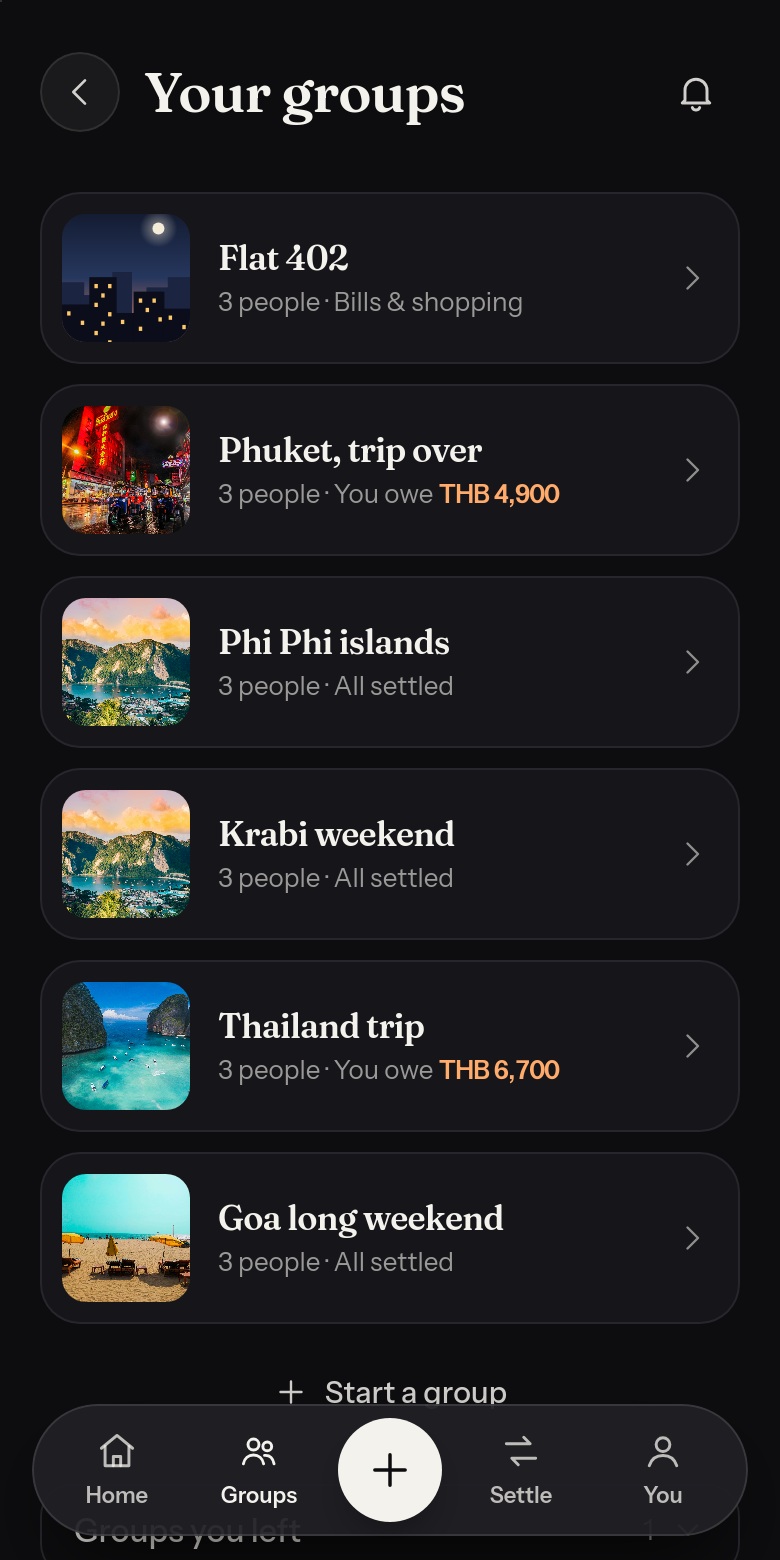 Your groups
Flat 402
3 people · Bills & shopping
Phuket, trip over
3 people · You owe THB 4,900
Phi Phi islands
3 people · All settled
Krabi weekend
3 people · All settled
Thailand trip
3 people · You owe THB 6,700
Goa long weekend
3 people · All settled
Start a group
Home Groups Settle You
Groups you left 1